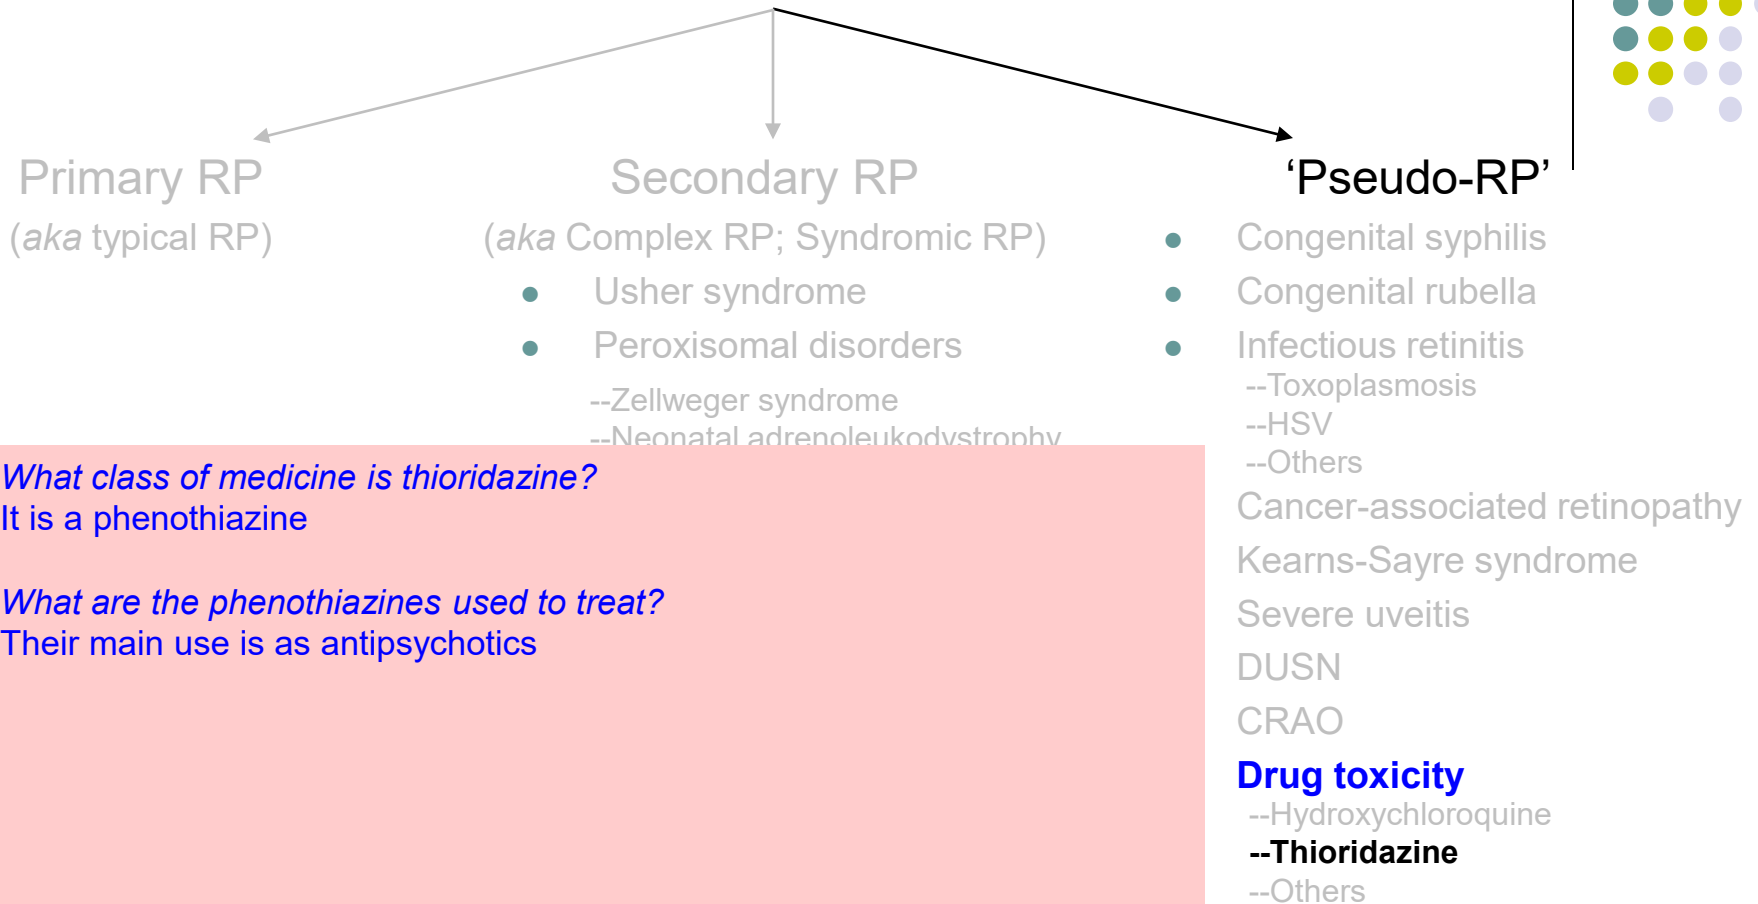 Primary RP
(aka typical RP)
Secondary RP
(aka Complex RP; Syndromic RP)
Usher syndrome
Peroxisomal disorders
--Zellweger syndrome
--Neonatal adrenoleukodystrophy
‘Pseudo-RP’
Congenital syphilis
Congenital rubella
Infectious retinitis
--Toxoplasmosis
--HSV
--Others
Cancer-associated retinopathy
Kearns-Sayre syndrome
Severe uveitis
DUSN
CRAO
Drug toxicity
--Hydroxychloroquine
--Thioridazine
--Others
What class of medicine is thioridazine?
It is a phenothiazine
What are the phenothiazines used to treat?
Their main use is as antipsychotics